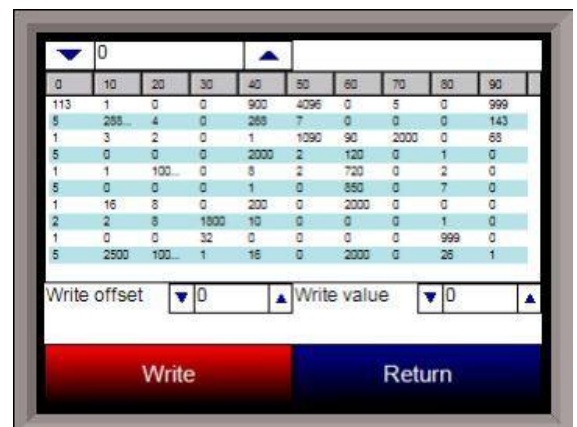 0
0 10 20 30 40 50 60 70 80 90
113 1 0 0 900 4096 0 5 0 999
5 288... 4 0 268 7 0 0 0 143
1 3 2 0 1 1090 90 2000 0 68
5 0 0 0 2000 2 120 0 1 0
1 1 100... 0 8 2 720 0 2 0
5 0 0 0 1 0 850 0 7 0
1 16 8 0 200 0 2000 0 0 0
2 2 8 1800 10 0 0 0 1 0
1 0 0 32 0 0 0 0 999 0
5 2500 100... 1 16 0 2000 0 26 1
Write offset 0 Write value 0
Write Return